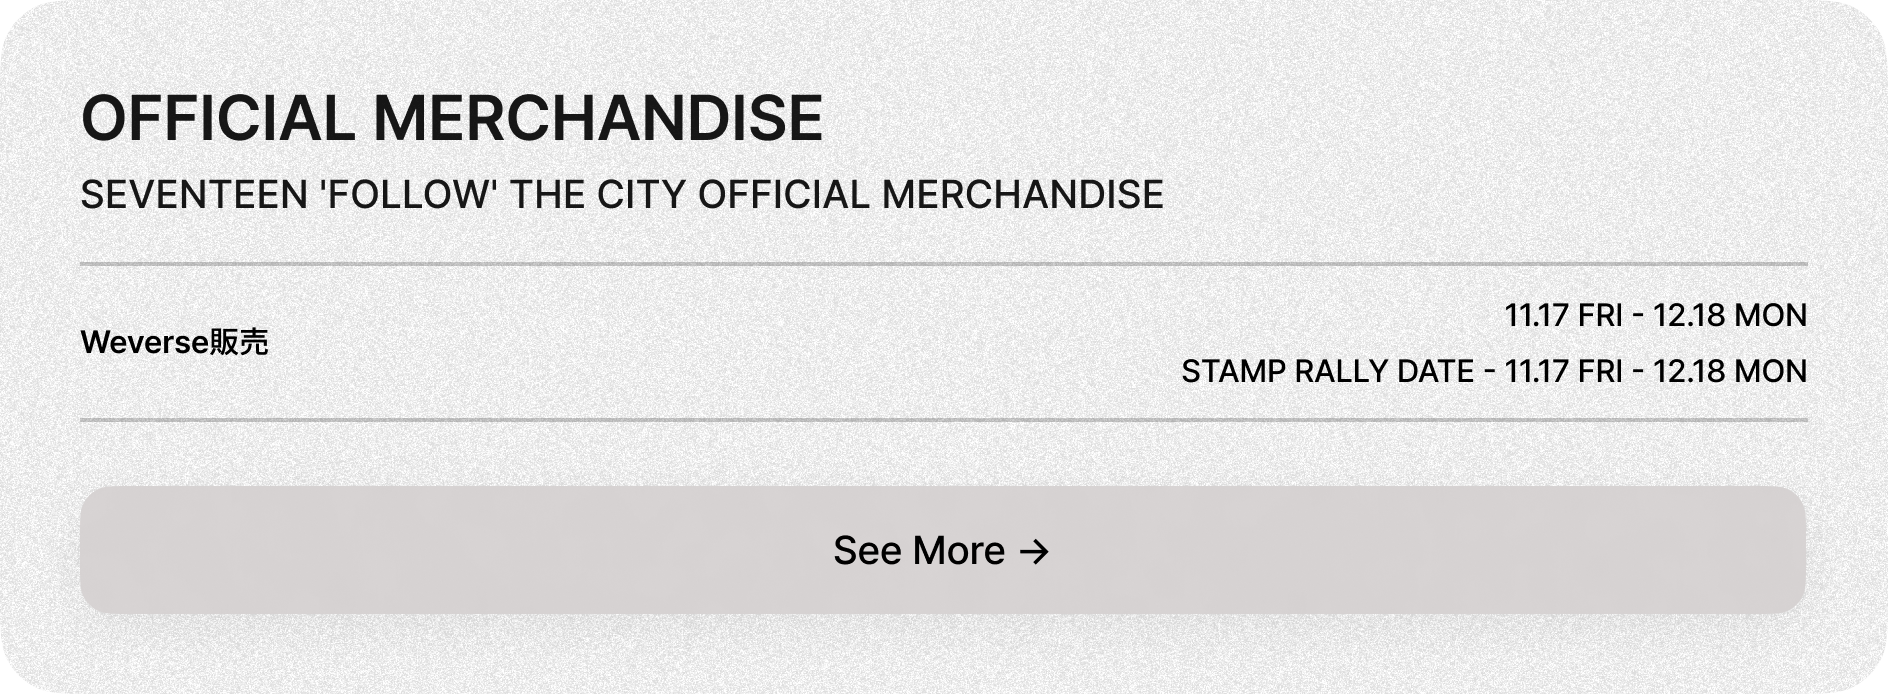 OFFICIAL MERCHANDISE
SEVENTEEN 'FOLLOW' THE CITY OFFICIAL MERCHANDISE
Weverse販売
11.17 FRI - 12.18 MON
STAMP RALLY DATE - 11.17 FRI - 12.18 MON
See More →